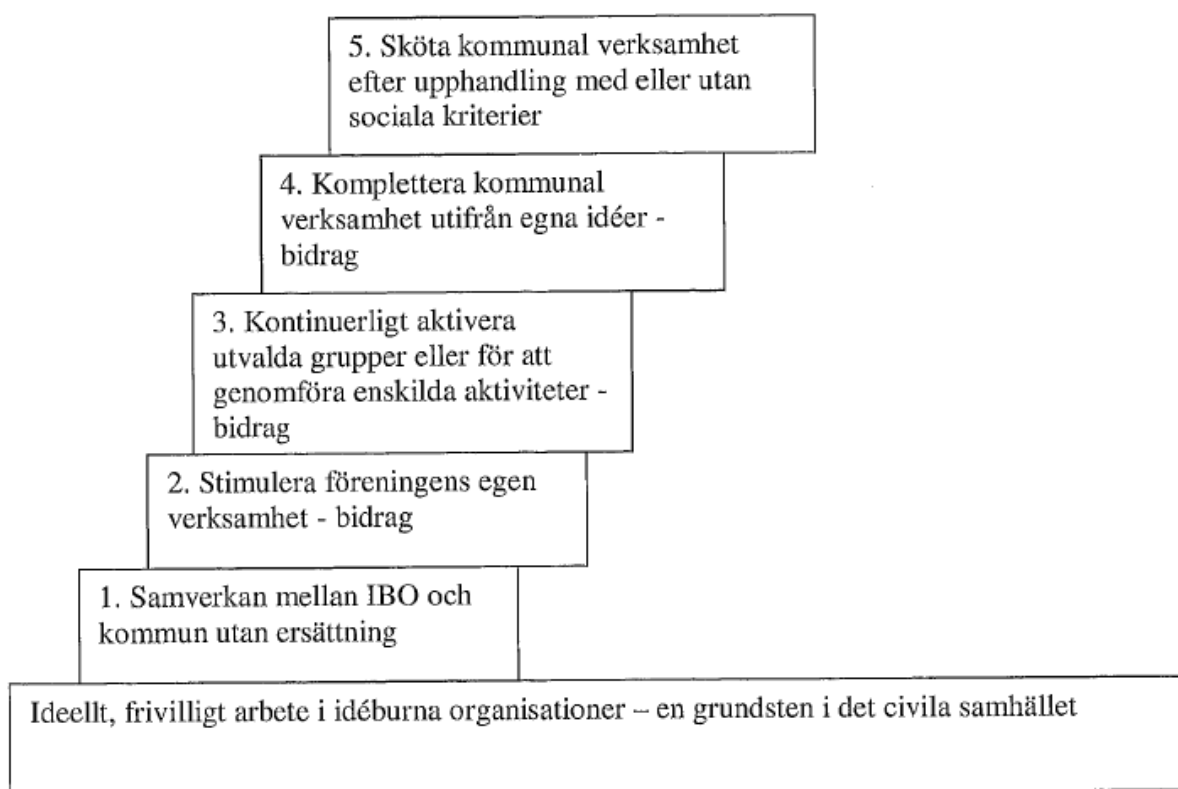 5. Sköta kommunal verksamhet
efter upphandling med eller utan
sociala kriterier
4. Komplettera kommunal
verksamhet utifrån egna idéer -
bidrag
3. Kontinuerligt aktivera
utvalda grupper eller för att
genomföra enskilda aktiviteter -
bidrag
2. Stimulera föreningens egen
verksamhet - bidrag
1. Samverkan mellan IBO och
kommun utan ersättning
Ideellt, frivilligt arbete i idéburna organisationer – en grundsten i det civila samhället